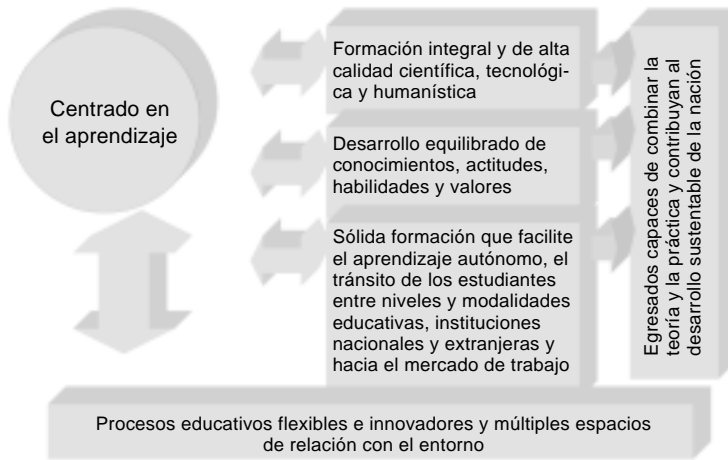 Centrado en
el aprendizaje
Formación integral y de alta
calidad científica, tecnológi-
ca y humanística
Desarrollo equilibrado de
conocimientos, actitudes,
habilidades y valores
Sólida formación que facilite
el aprendizaje autónomo, el
tránsito de los estudiantes
entre niveles y modalidades
educativas, instituciones
nacionales y extranjeras y
hacia el mercado de trabajo
Egresados capaces de combinar la
teoría y la práctica y contribuyan al
desarrollo sustentable de la nación
Procesos educativos flexibles e innovadores y múltiples espacios
de relación con el entorno